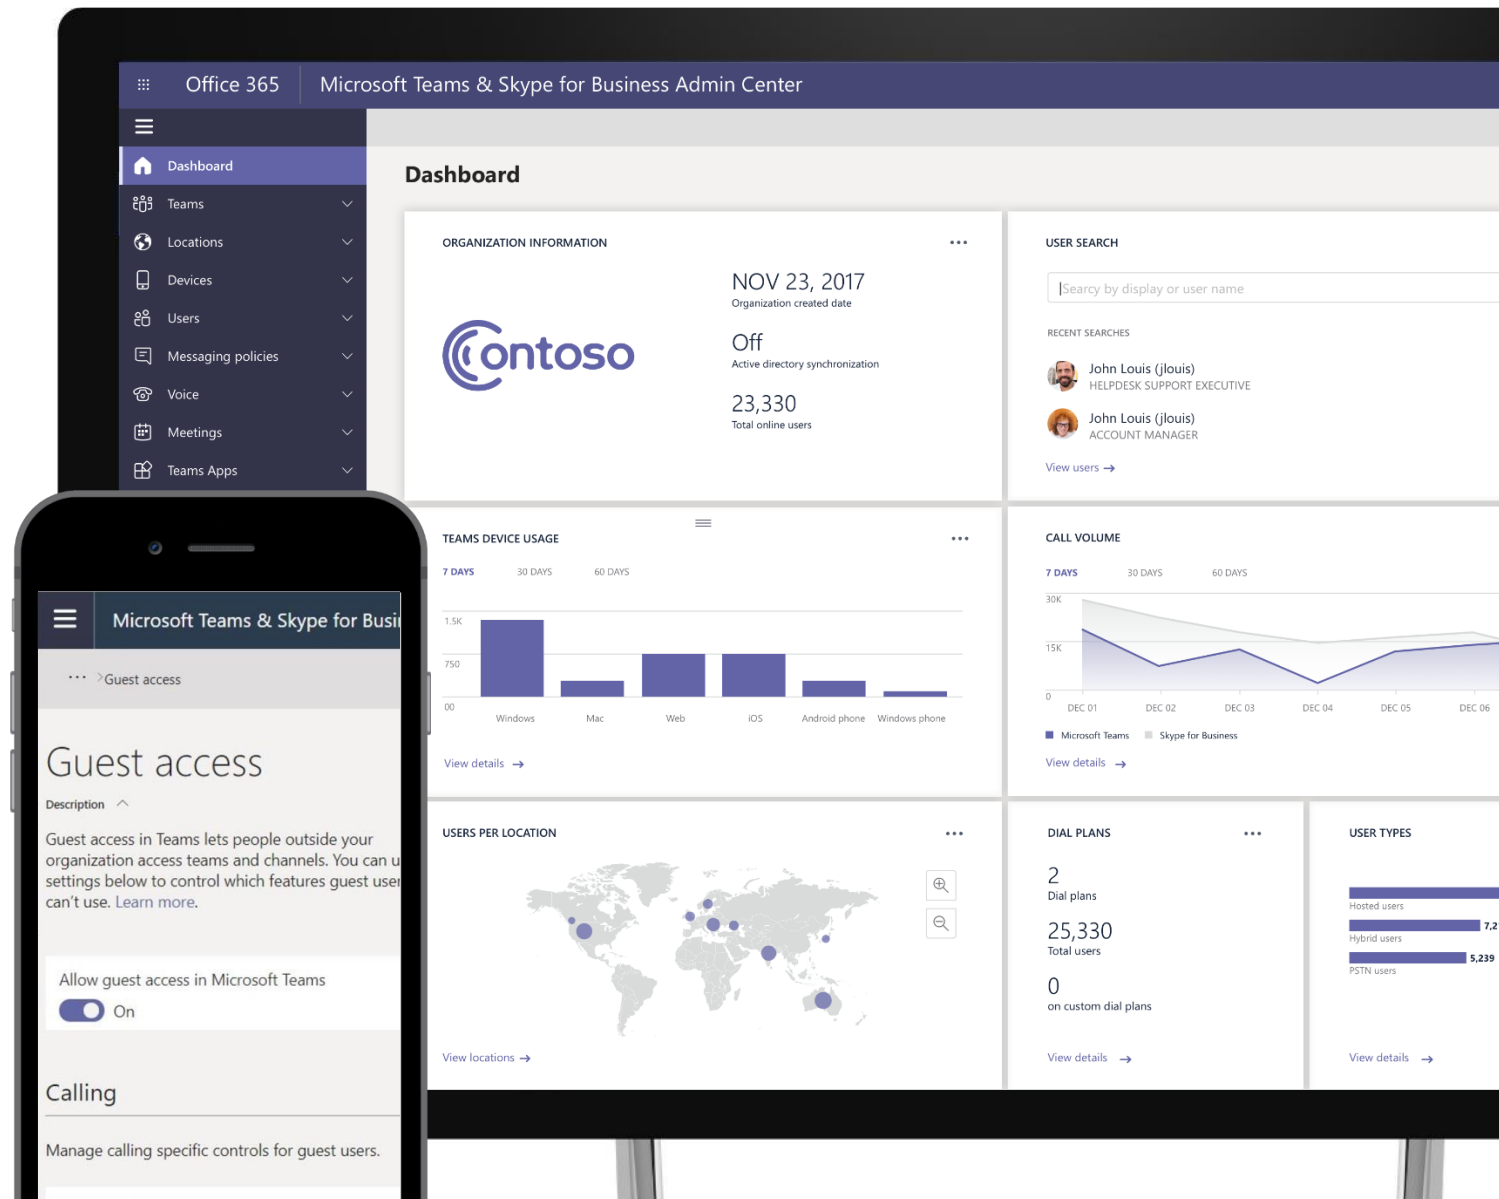 Office 365
Microsoft Teams & Skype for Business Admin Center
Dashboard
Teams
Locations
Devices
Users
Messaging policies
Voice
Meetings
Teams Apps
Dashboard
ORGANIZATION INFORMATION
Contoso
NOV 23, 2017
Organization created date
Off
Active directory synchronization
23,330
Total online users
USER SEARCH
Searcy by display or user name
RECENT SEARCHES
John Louis (jlouis)
HELPDESK SUPPORT EXECUTIVE
John Louis (jlouis)
ACCOUNT MANAGER
View users →
TEAMS DEVICE USAGE
7 DAYS 30 DAYS 60 DAYS
1.5K
750
00
Windows Mac Web iOS Android phone Windows phone
View details →
CALL VOLUME
7 DAYS 30 DAYS 60 DAYS
30K
15K
0
DEC 01 DEC 02 DEC 03 DEC 04 DEC 05 DEC 06
Microsoft Teams Skype for Business
View details →
USERS PER LOCATION
View locations →
DIAL PLANS
2
Dial plans
25,330
Total users
0
on custom dial plans
View details →
USER TYPES
Hosted users
7,2
Hybrid users
5,239
PSTN users
View details →
Microsoft Teams & Skype for Busi
... > Guest access
Guest access
Description
Guest access in Teams lets people outside your
organization access teams and channels. You can u
settings below to control which features guest user
can't use. Learn more.
Allow guest access in Microsoft Teams
On
Calling
Manage calling specific controls for guest users.